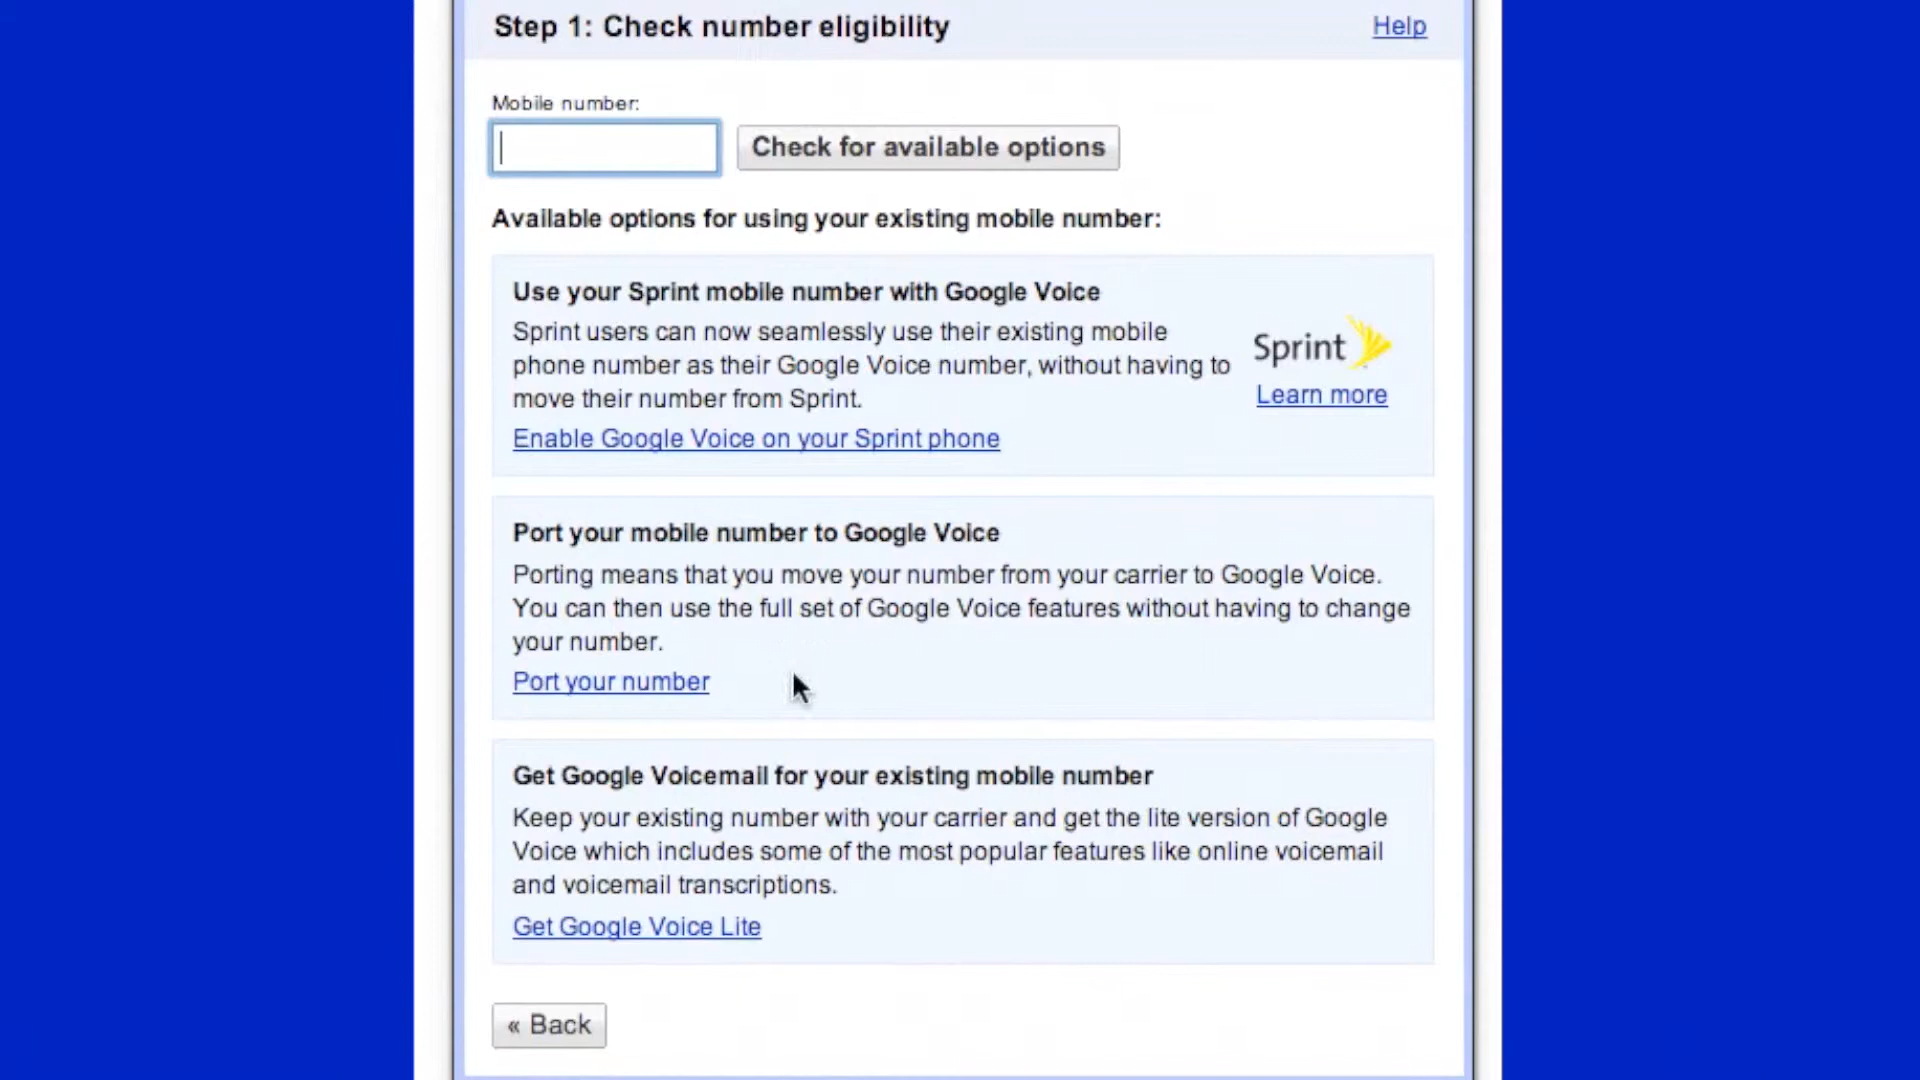 Step 1: Check number eligibility
Help
Mobile number:
Check for available options
Available options for using your existing mobile number:
Use your Sprint mobile number with Google Voice
Sprint users can now seamlessly use their existing mobile
phone number as their Google Voice number, without having to
move their number from Sprint.
Enable Google Voice on your Sprint phone
Sprint
Learn more
Port your mobile number to Google Voice
Porting means that you move your number from your carrier to Google Voice.
You can then use the full set of Google Voice features without having to change
your number.
Port your number
Get Google Voicemail for your existing mobile number
Keep your existing number with your carrier and get the lite version of Google
Voice which includes some of the most popular features like online voicemail
and voicemail transcriptions.
Get Google Voice Lite
« Back